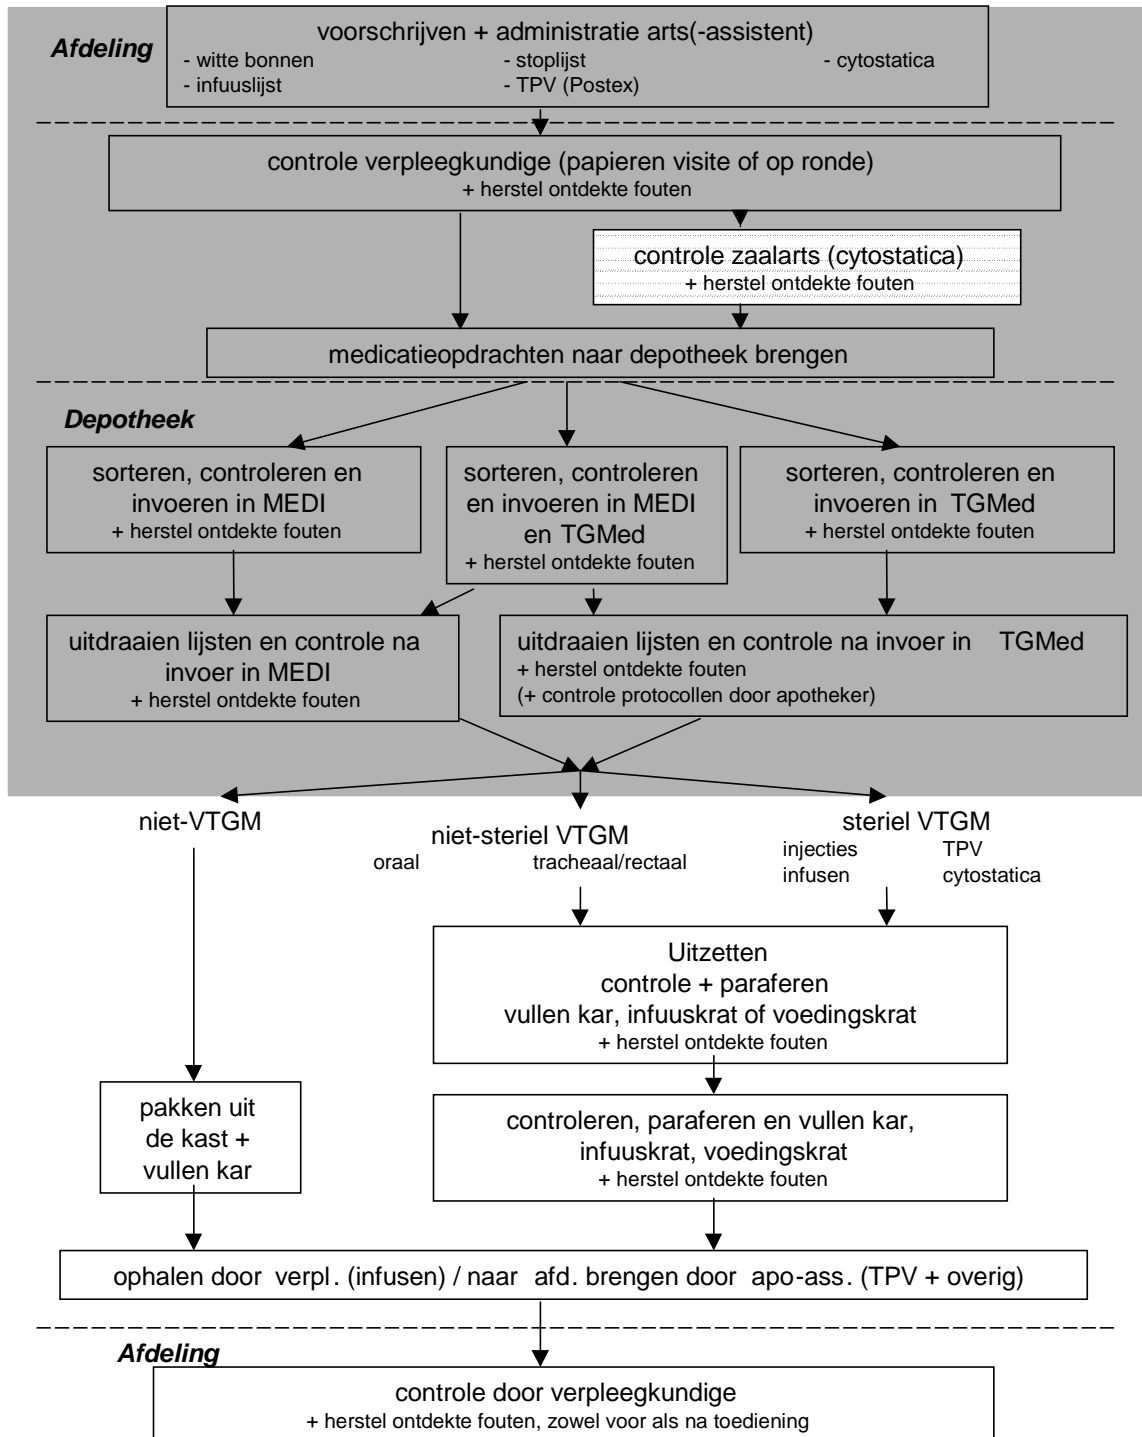 Afdeling
voorschrijven + administratie arts(-assistent)
- witte bonnen - stoplijst - cytostatica
- infuuslijst - TPV (Postex)
controle verpleegkundige (papieren visite of op ronde)
+ herstel ontdekte fouten
controle zaalarts (cytostatica)
+ herstel ontdekte fouten
medicatieopdrachten naar depotheek brengen
Depotheek
sorteren, controleren en
invoeren in MEDI
+ herstel ontdekte fouten
sorteren, controleren
en invoeren in MEDI
en TGMed
+ herstel ontdekte fouten
sorteren, controleren en
invoeren in TGMed
+ herstel ontdekte fouten
uitdraaien lijsten en controle na
invoer in MEDI
+ herstel ontdekte fouten
uitdraaien lijsten en controle na invoer in TGMed
+ herstel ontdekte fouten
(+ controle protocollen door apotheker)
niet-VTGM
niet-steriel VTGM
oraal tracheaal/rectaal
steriel VTGM
injecties TPV
infusen cytostatica
Uitzetten
controle + paraferen
vullen kar, infuuskrat of voedingskrat
+ herstel ontdekte fouten
pakken uit
de kast +
vullen kar
controleren, paraferen en vullen kar,
infuuskrat, voedingskrat
+ herstel ontdekte fouten
ophalen door verpl. (infusen) / naar afd. brengen door apo-ass. (TPV + overig)
Afdeling
controle door verpleegkundige
+ herstel ontdekte fouten, zowel voor als na toediening